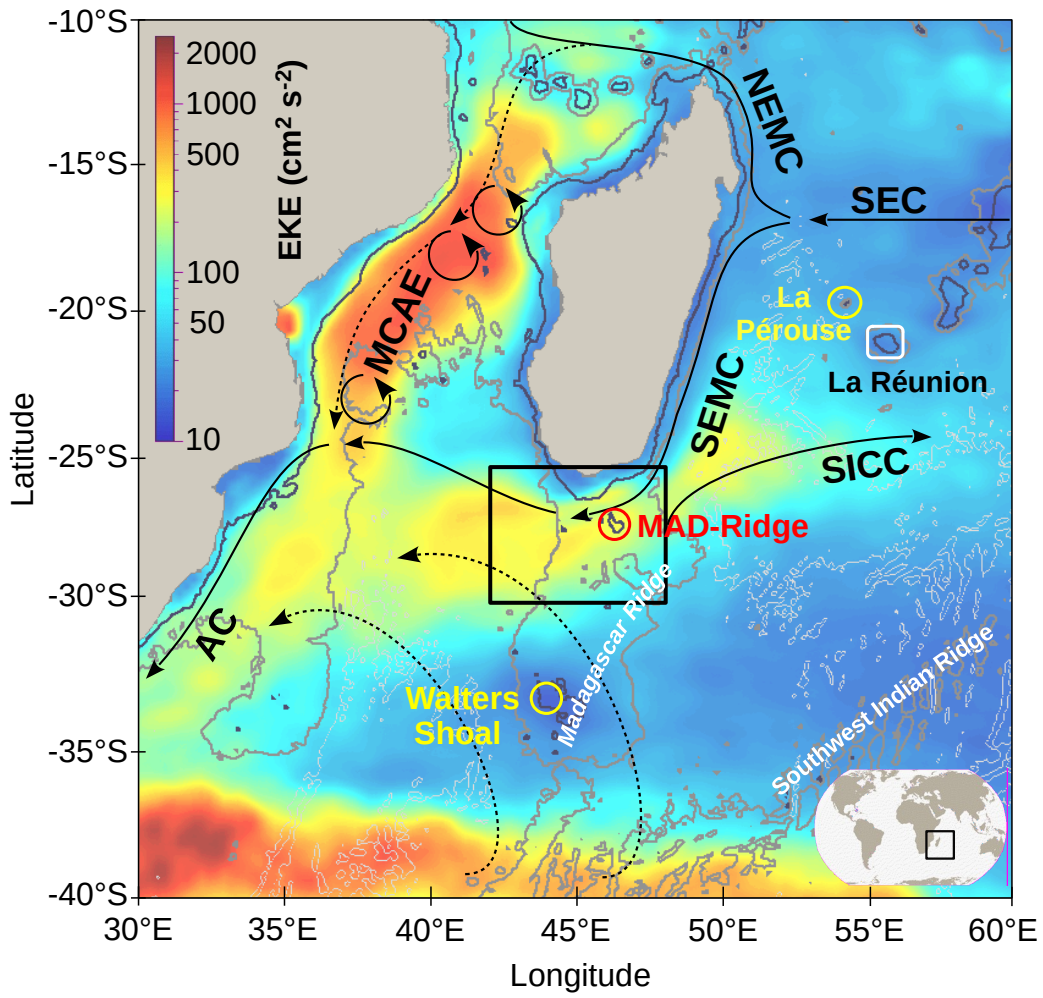 -10°S
-15°S
-20°S
-25°S
-30°S
-35°S
-40°S
Latitude
30°E
35°E
40°E
45°E
50°E
55°E
60°E
Longitude
2000
1000
500
100
50
10
EKE (cm² s⁻²)
NEMC
SEC
MCAE
La
Pérouse
La Réunion
SEMC
SICC
MAD-Ridge
Madagascar Ridge
AC
Walters
Shoal
Southwest Indian Ridge